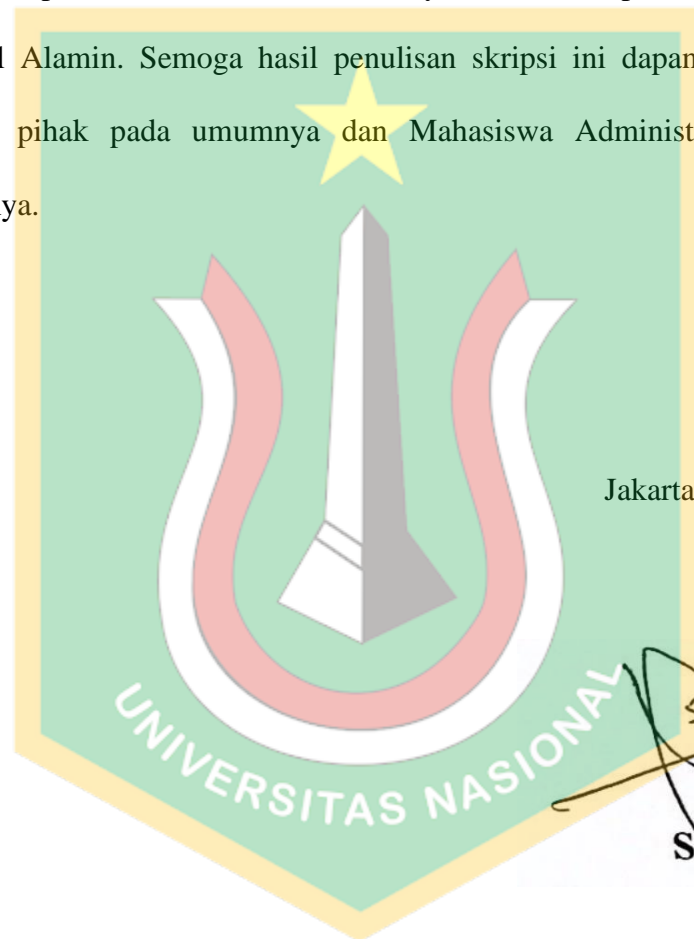 l Alamin. Semoga hasil penulisan skripsi ini dapan
pihak pada umumnya dan Mahasiswa Administ
ya.
Jakarta
UNIVERSITAS NASIONAL
S